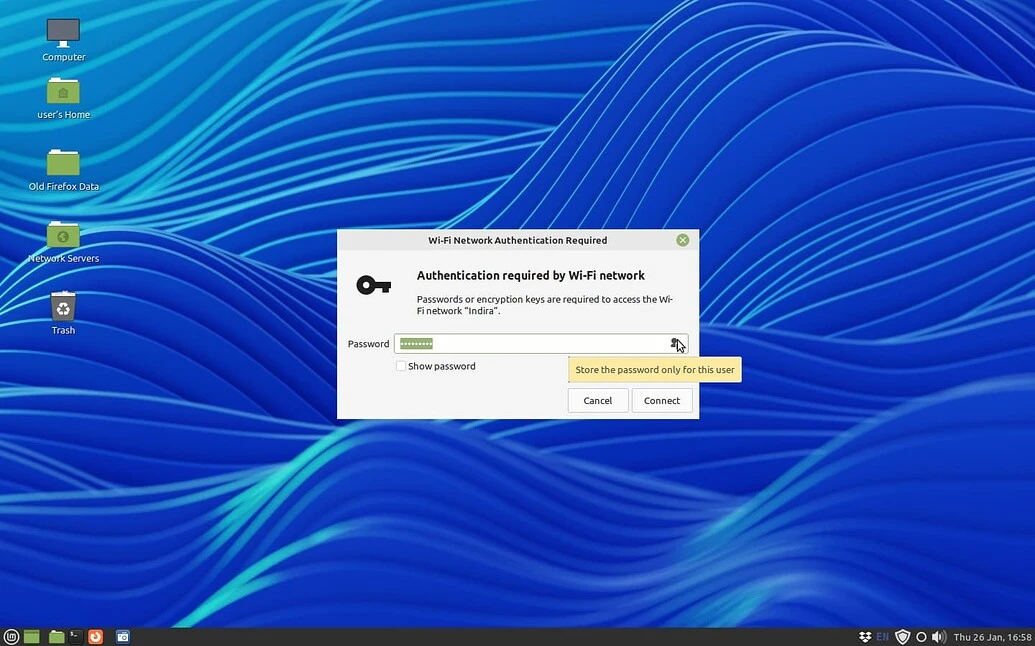 Computer
user's Home
Old Firefox Data
Network Servers
Trash
Wi-Fi Network Authentication Required
Authentication required by Wi-Fi network
Passwords or encryption keys are required to access the Wi-
Fi network "Indira".
Password •••••••••
Show password
Store the password only for this user
Cancel Connect
EN Thu 26 Jan, 16:58